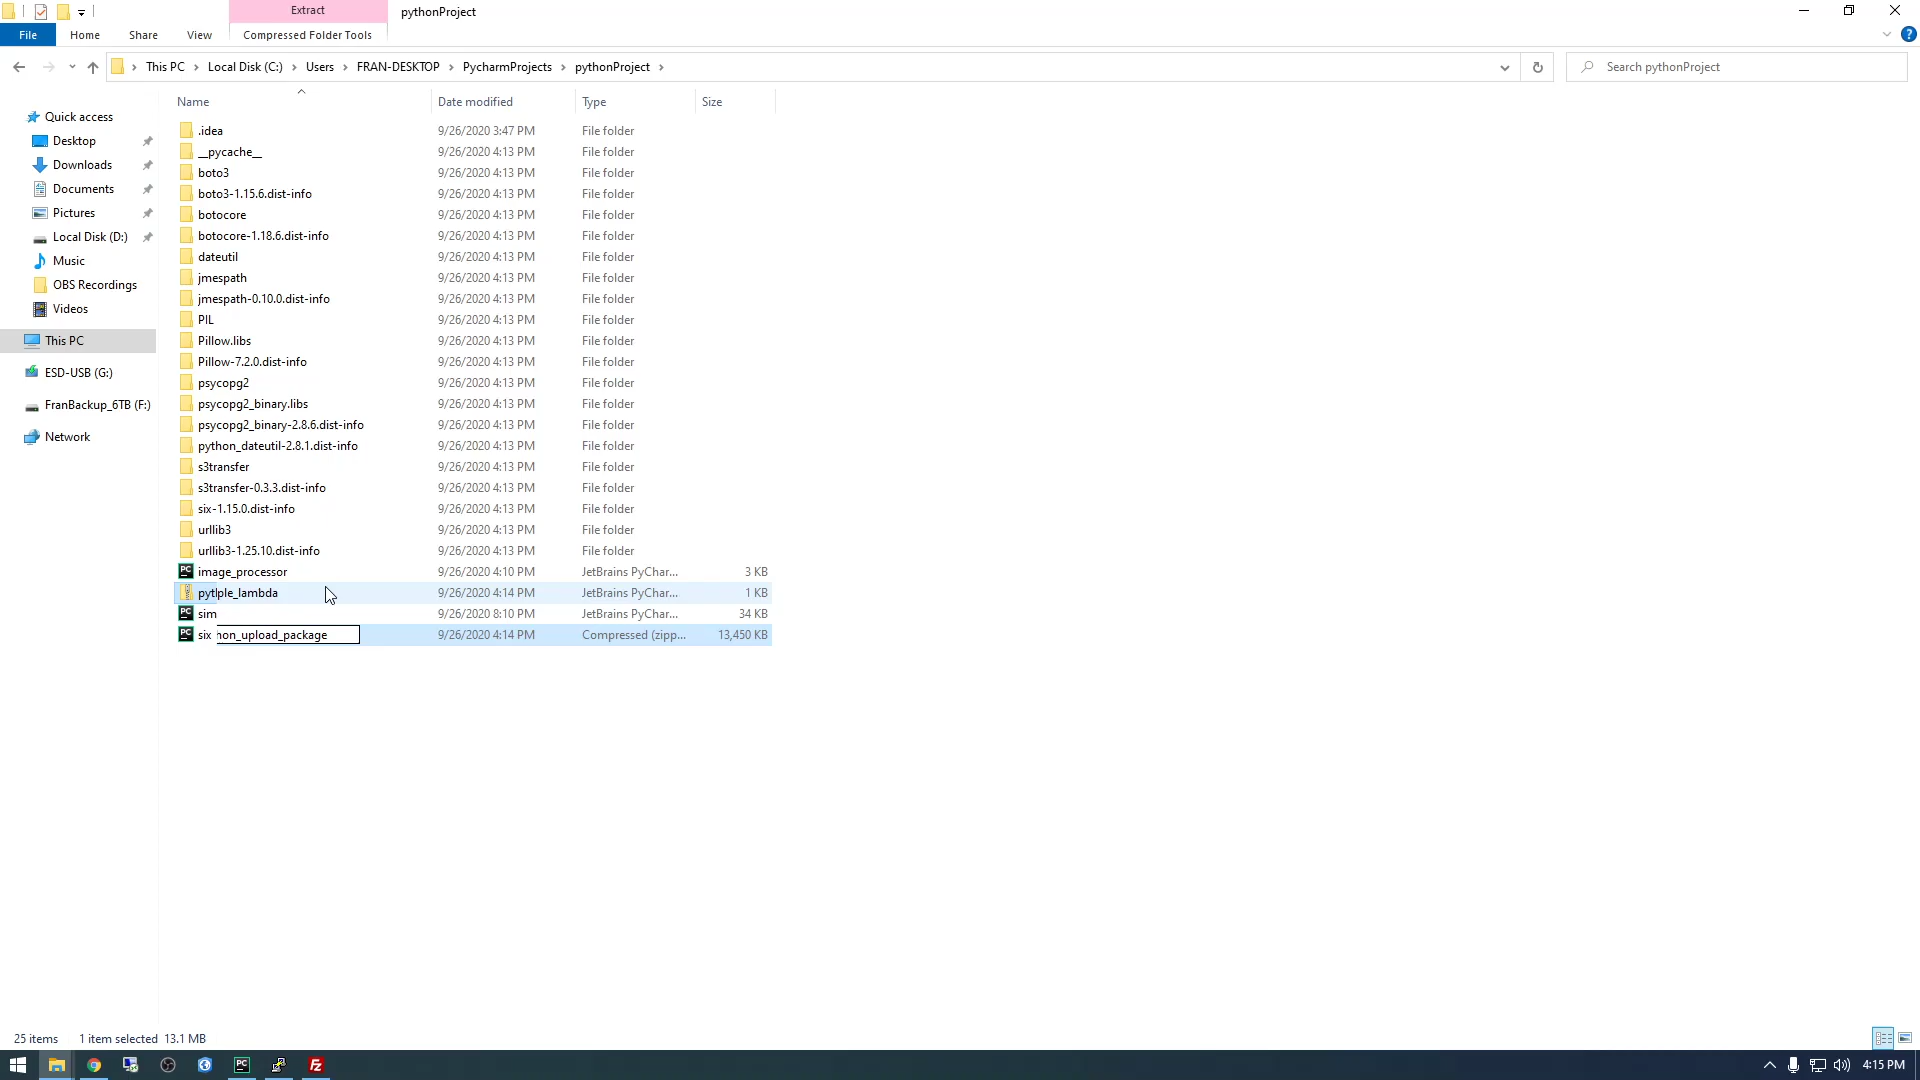 Extract
pythonProject
File
Home
Share
View
Compressed Folder Tools
?
This PC
Local Disk (C:)
Users
FRAN-DESKTOP
PycharmProjects
pythonProject
Search pythonProject
Name
Date modified
Type
Size
Quick access
Desktop
Downloads
Documents
Pictures
Local Disk (D:)
Music
OBS Recordings
Videos
This PC
ESD-USB (G:)
FranBackup_6TB (F:)
Network
.idea 9/26/2020 3:47 PM File folder
__pycache__ 9/26/2020 4:13 PM File folder
boto3 9/26/2020 4:13 PM File folder
boto3-1.15.6.dist-info 9/26/2020 4:13 PM File folder
botocore 9/26/2020 4:13 PM File folder
botocore-1.18.6.dist-info 9/26/2020 4:13 PM File folder
dateutil 9/26/2020 4:13 PM File folder
jmespath 9/26/2020 4:13 PM File folder
jmespath-0.10.0.dist-info 9/26/2020 4:13 PM File folder
PIL 9/26/2020 4:13 PM File folder
Pillow.libs 9/26/2020 4:13 PM File folder
Pillow-7.2.0.dist-info 9/26/2020 4:13 PM File folder
psycopg2 9/26/2020 4:13 PM File folder
psycopg2_binary.libs 9/26/2020 4:13 PM File folder
psycopg2_binary-2.8.6.dist-info 9/26/2020 4:13 PM File folder
python_dateutil-2.8.1.dist-info 9/26/2020 4:13 PM File folder
s3transfer 9/26/2020 4:13 PM File folder
s3transfer-0.3.3.dist-info 9/26/2020 4:13 PM File folder
six-1.15.0.dist-info 9/26/2020 4:13 PM File folder
urllib3 9/26/2020 4:13 PM File folder
urllib3-1.25.10.dist-info 9/26/2020 4:13 PM File folder
image_processor 9/26/2020 4:10 PM JetBrains PyChar... 3 KB
ple_lambda 9/26/2020 4:14 PM JetBrains PyChar... 1 KB
sim 9/26/2020 8:10 PM JetBrains PyChar... 34 KB
six hon_upload_package 9/26/2020 4:14 PM Compressed (zipp... 13,450 KB
25 items 1 item selected 13.1 MB
4:15 PM